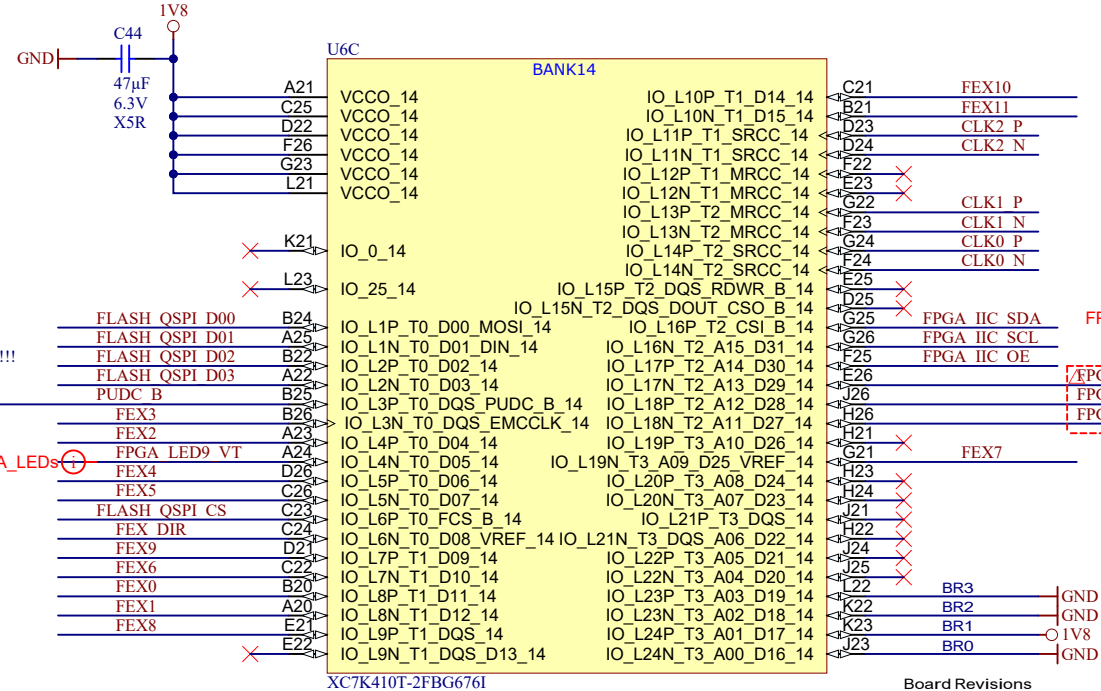 1V8
C44
GND
47µF
6.3V
X5R
U6C
BANK14
A21 VCCO_14 IO_L10P_T1_D14_14 C21 FEX10
C25 VCCO_14 IO_L10N_T1_D15_14 B21 FEX11
D22 VCCO_14 IO_L11P_T1_SRCC_14 D23 CLK2_P
F26 VCCO_14 IO_L11N_T1_SRCC_14 D24 CLK2_N
G23 VCCO_14 IO_L12P_T1_MRCC_14 F22
L21 VCCO_14 IO_L12N_T1_MRCC_14 E23
IO_L13P_T2_MRCC_14 G22 CLK1_P
IO_L13N_T2_MRCC_14 F23 CLK1_N
K21 IO_0_14 IO_L14P_T2_SRCC_14 G24 CLK0_P
IO_L14N_T2_SRCC_14 F24 CLK0_N
L23 IO_25_14 IO_L15P_T2_DQS_RDWR_B_14 E25
IO_L15N_T2_DQS_DOUT_CSO_B_14 D25
FLASH_QSPI_D00 B24 IO_L1P_T0_D00_MOSI_14 IO_L16P_T2_CSI_B_14 G25 FPGA_IIC_SDA
FLASH_QSPI_D01 A25 IO_L1N_T0_D01_DIN_14 IO_L16N_T2_A15_D31_14 G26 FPGA_IIC_SCL
!!! FLASH_QSPI_D02 B22 IO_L2P_T0_D02_14 IO_L17P_T2_A14_D30_14 F25 FPGA_IIC_OE
FLASH_QSPI_D03 A22 IO_L2N_T0_D03_14 IO_L17N_T2_A13_D29_14 E26
PUDC_B B25 IO_L3P_T0_DQS_PUDC_B_14 IO_L18P_T2_A12_D28_14 J26
FEX3 B26 IO_L3N_T0_DQS_EMCCLK_14 IO_L18N_T2_A11_D27_14 H26
FEX2 A23 IO_L4P_T0_D04_14 IO_L19P_T3_A10_D26_14 H21
A_LEDs i FPGA_LED9_VT A24 IO_L4N_T0_D05_14 IO_L19N_T3_A09_D25_VREF_14 G21 FEX7
FEX4 D26 IO_L5P_T0_D06_14 IO_L20P_T3_A08_D24_14 H23
FEX5 C26 IO_L5N_T0_D07_14 IO_L20N_T3_A07_D23_14 H24
FLASH_QSPI_CS C23 IO_L6P_T0_FCS_B_14 IO_L21P_T3_DQS_14 J21
FEX_DIR C24 IO_L6N_T0_D08_VREF_14 IO_L21N_T3_DQS_A06_D22_14 H22
FEX9 D21 IO_L7P_T1_D09_14 IO_L22P_T3_A05_D21_14 J24
FEX6 C22 IO_L7N_T1_D10_14 IO_L22N_T3_A04_D20_14 J25
FEX0 B20 IO_L8P_T1_D11_14 IO_L23P_T3_A03_D19_14 L22 BR3 GND
FEX1 A20 IO_L8N_T1_D12_14 IO_L23N_T3_A02_D18_14 K22 BR2 GND
FEX8 E21 IO_L9P_T1_DQS_14 IO_L24P_T3_A01_D17_14 K23 BR1 1V8
E22 IO_L9N_T1_DQS_D13_14 IO_L24N_T3_A00_D16_14 J23 BR0 GND
XC7K410T-2FBG676I
Board Revisions